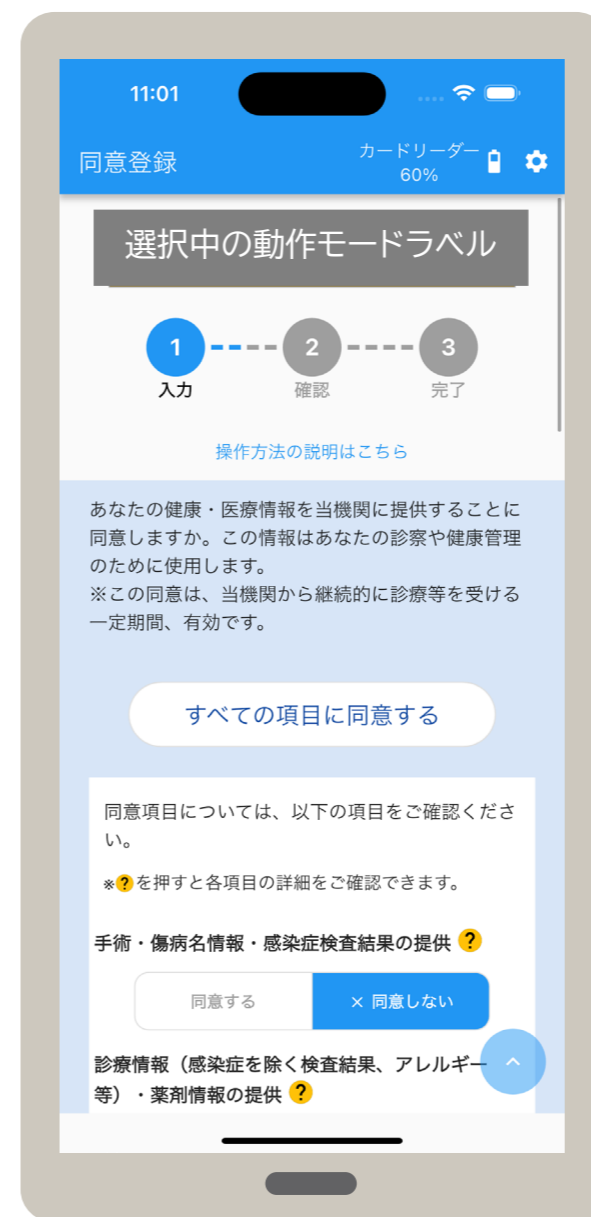 11:01
同意登録
カードリーダー
60%
選択中の動作モードラベル
1
2
3
入力
確認
完了
操作方法の説明はこちら
あなたの健康・医療情報を当機関に提供することに
同意しますか。この情報はあなたの診察や健康管理
のために使用します。
※この同意は、当機関から継続的に診療等を受ける
一定期間、有効です。
すべての項目に同意する
同意項目については、以下の項目をご確認くださ
い。
※?を押すと各項目の詳細をご確認できます。
手術・傷病名情報・感染症検査結果の提供 ?
同意する
× 同意しない
診療情報（感染症を除く検査結果、アレルギー
等）・薬剤情報の提供 ?